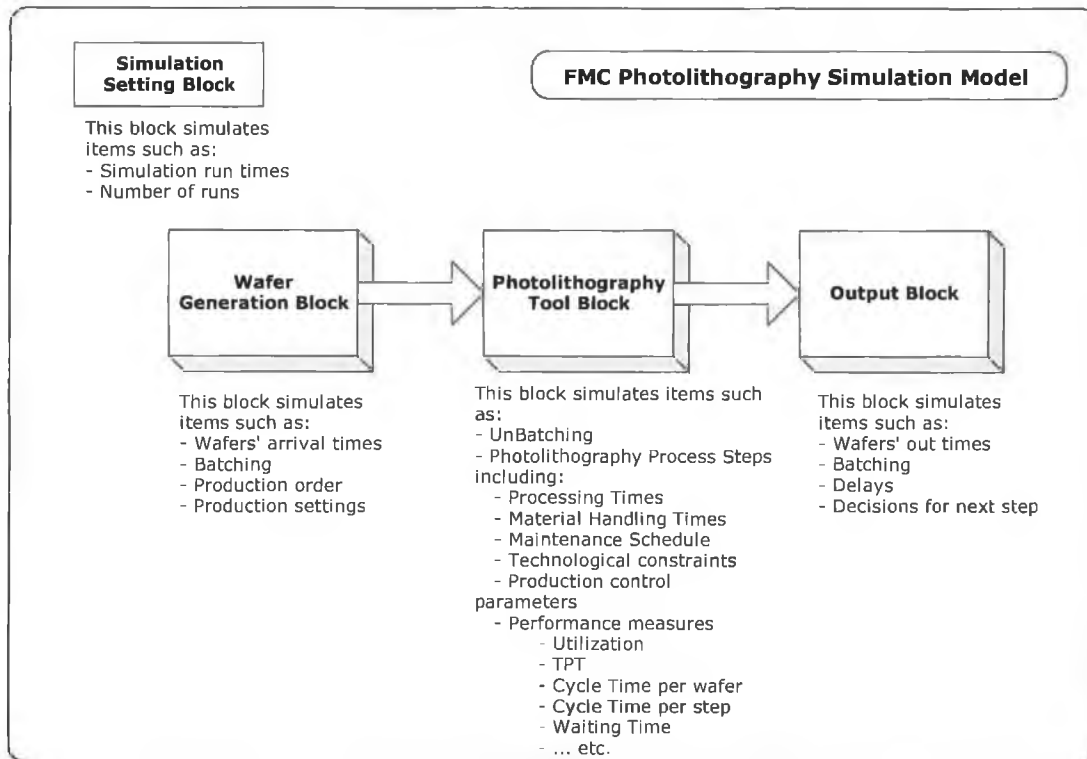 Simulation
Setting Block
FMC Photolithography Simulation Model
This block simulates
items such as:
- Simulation run times
- Number of runs
Wafer
Generation Block
Photolithography
Tool Block
Output Block
This block simulates
items such as:
- Wafers' arrival times
- Batching
- Production order
- Production settings
This block simulates items such
as:
- UnBatching
- Photolithography Process Steps
including:
- Processing Times
- Material Handling Times
- Maintenance Schedule
- Technological constraints
- Production control
parameters
- Performance measures
- Utilization
- TPT
- Cycle Time per wafer
- Cycle Time per step
- Waiting Time
- ... etc.
This block simulates
items such as:
- Wafers' out times
- Batching
- Delays
- Decisions for next step